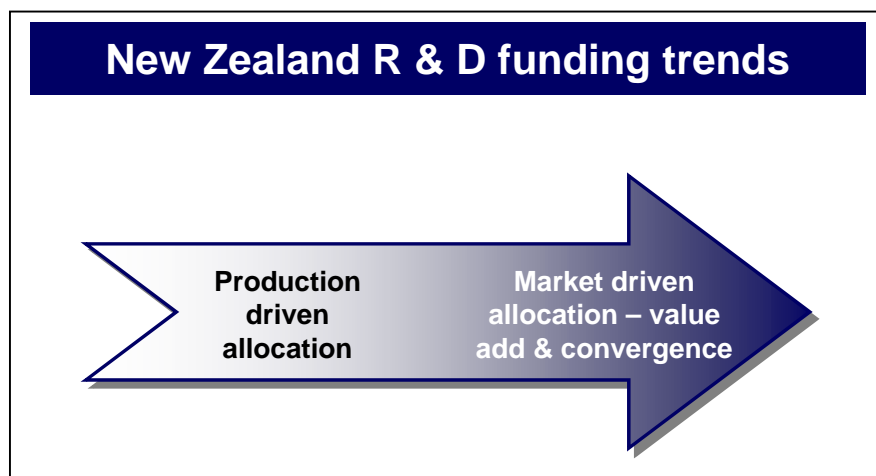 New Zealand R & D funding trends
Production
driven
allocation
Market driven
allocation – value
add & convergence